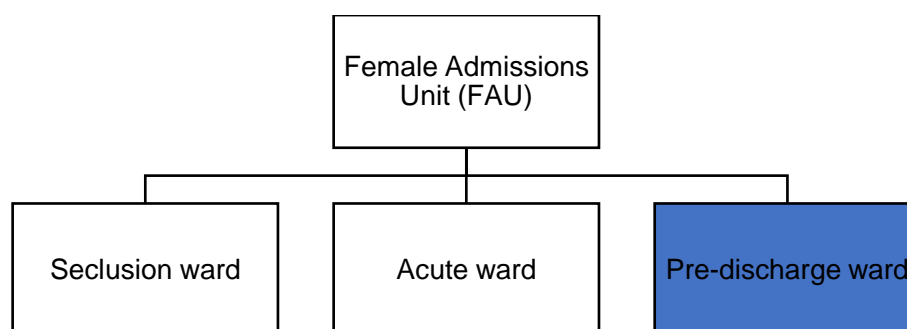 Female Admissions
Unit (FAU)
Seclusion ward
Acute ward
Pre-discharge ward